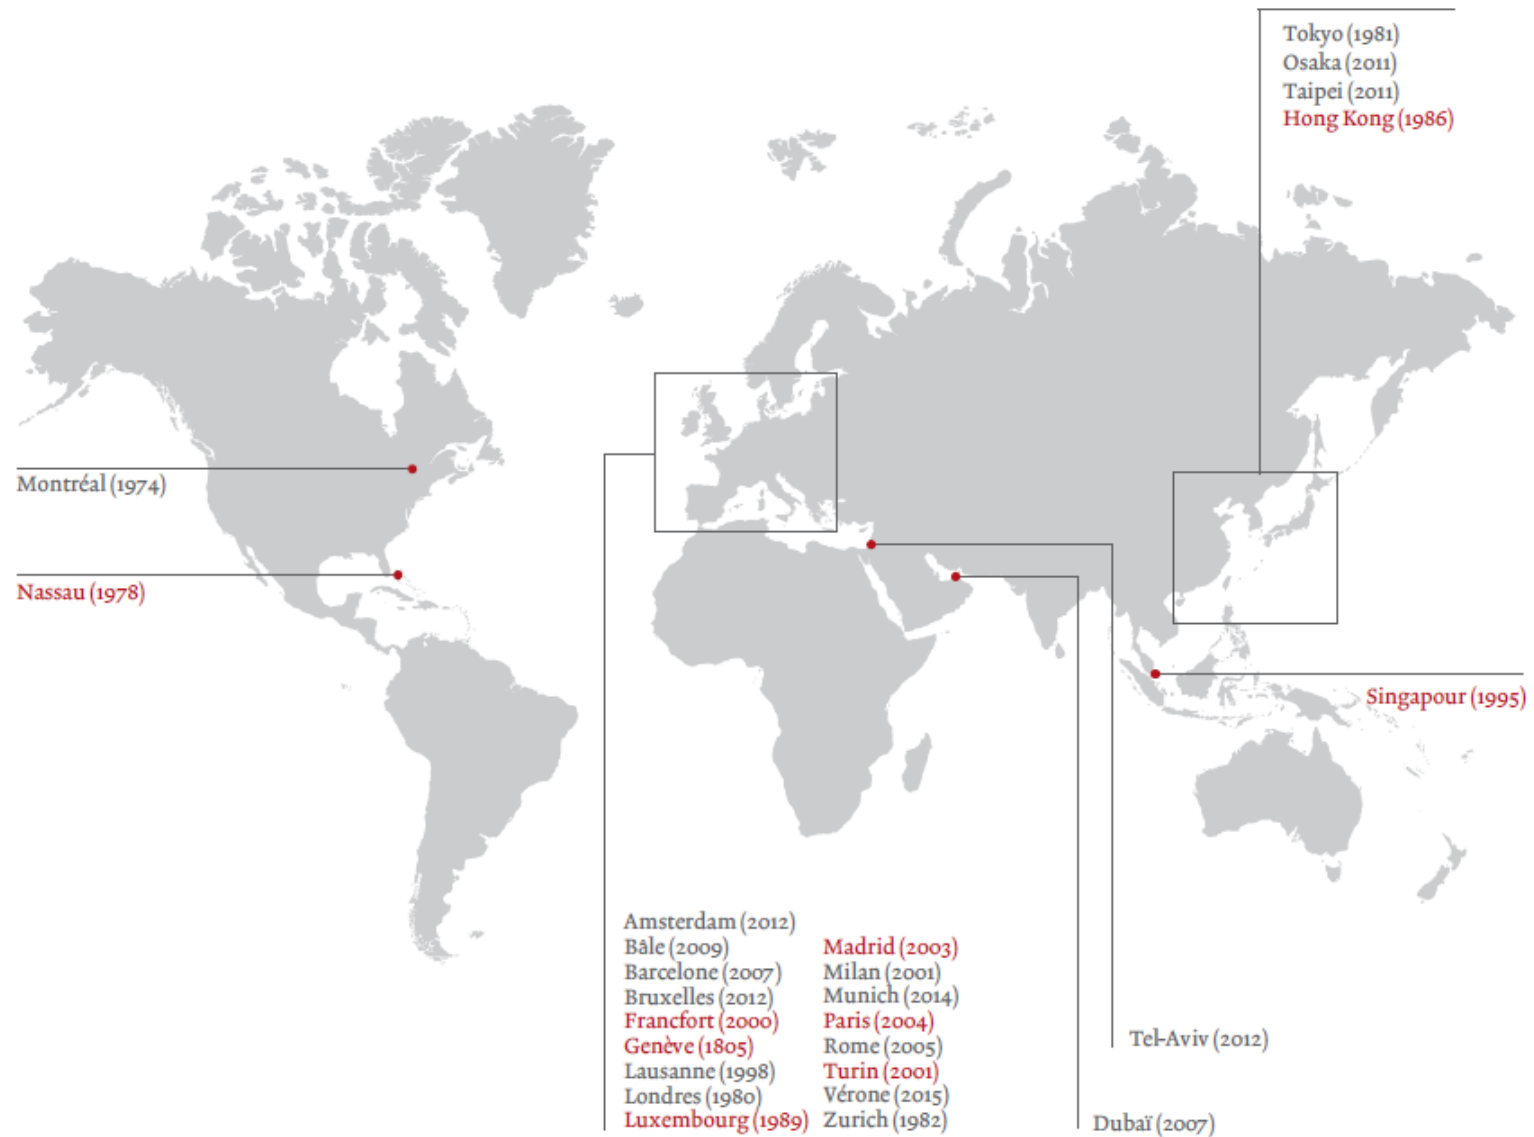 Tokyo (1981)
Osaka (2011)
Taipei (2011)
Hong Kong (1986)
Montréal (1974)
Nassau (1978)
Singapour (1995)
Amsterdam (2012)
Bâle (2009)
Barcelone (2007)
Bruxelles (2012)
Francfort (2000)
Genève (1805)
Lausanne (1998)
Londres (1980)
Luxembourg (1989)
Madrid (2003)
Milan (2001)
Munich (2014)
Paris (2004)
Rome (2005)
Turin (2001)
Vérone (2015)
Zurich (1982)
Tel-Aviv (2012)
Dubaï (2007)